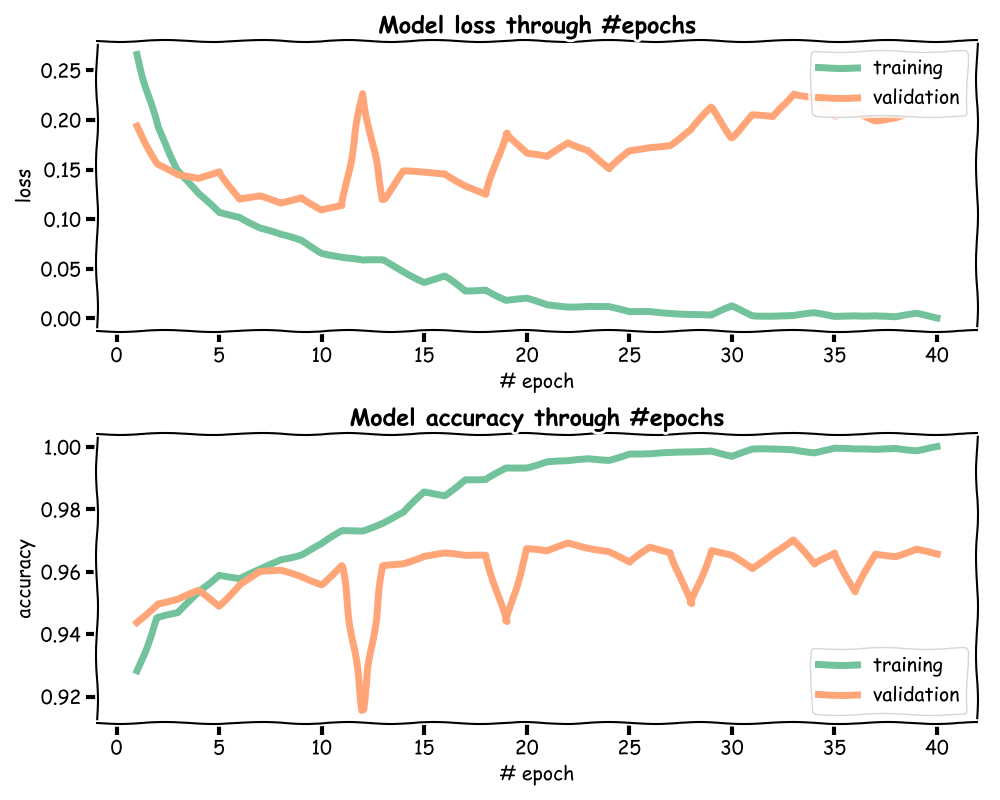 Model loss through #epochs
0.25
0.20
0.15
0.10
0.05
0.00
loss
training
validation
0 5 10 15 20 25 30 35 40
# epoch
Model accuracy through #epochs
1.00
0.98
0.96
0.94
0.92
accuracy
training
validation
0 5 10 15 20 25 30 35 40
# epoch